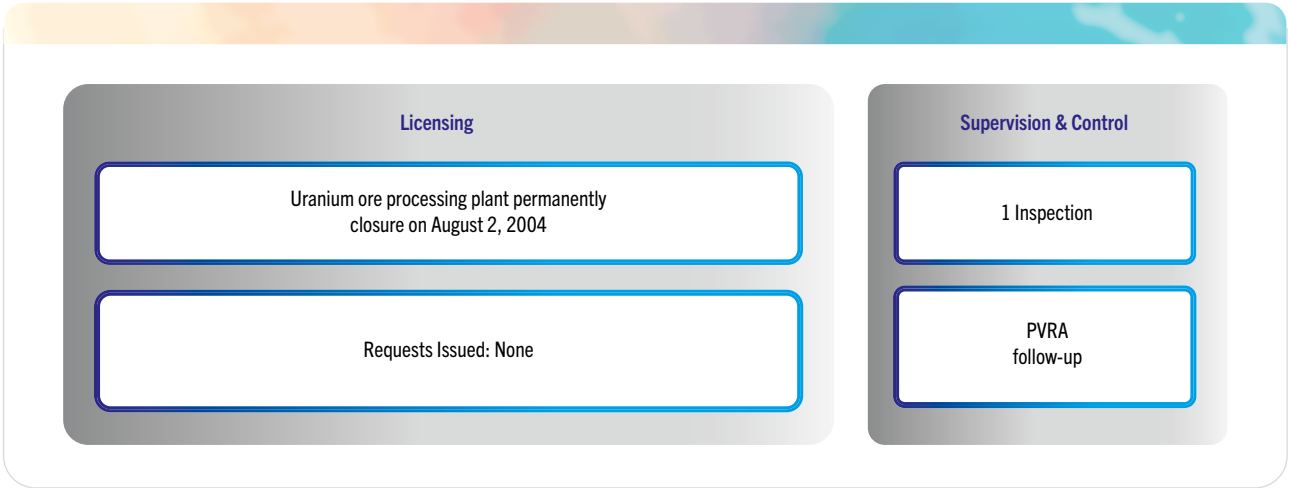 Licensing
Uranium ore processing plant permanently
closure on August 2, 2004
Requests Issued: None
Supervision & Control
1 Inspection
PVRA
follow-up